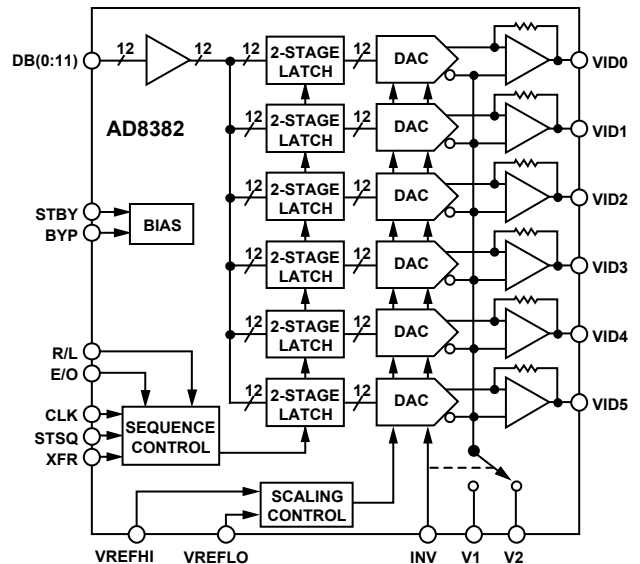 DB(0:11) 12 12 12 2-STAGE LATCH 12 DAC VID0
AD8382
12 2-STAGE LATCH 12 DAC VID1
12 2-STAGE LATCH 12 DAC VID2
STBY
BYP
BIAS
12 2-STAGE LATCH 12 DAC VID3
12 2-STAGE LATCH 12 DAC VID4
R/L
E/O
12 2-STAGE LATCH 12 DAC VID5
CLK
STSQ
XFR
SEQUENCE
CONTROL
SCALING
CONTROL
VREFHI VREFLO INV V1 V2